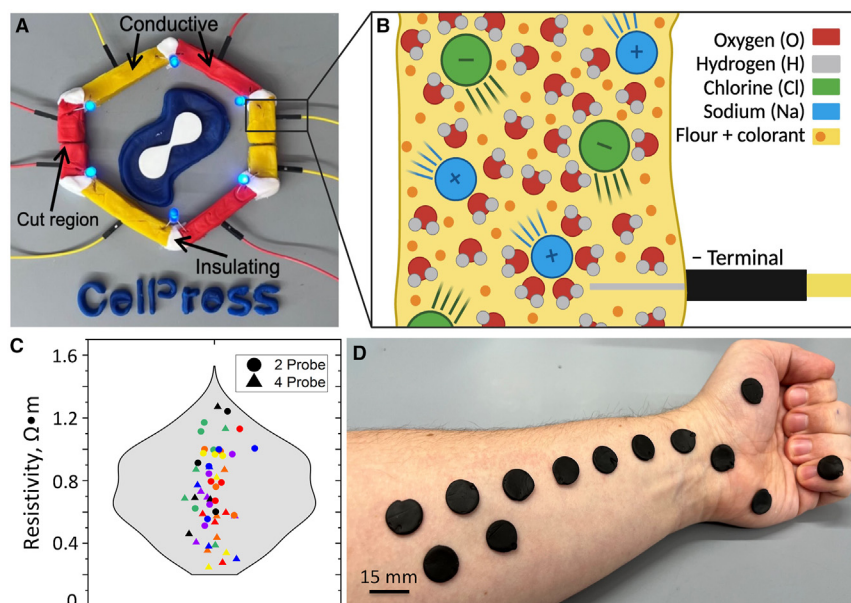 A
Conductive
Cut region
Insulating
CellPress
B
Oxygen (O)
Hydrogen (H)
Chlorine (Cl)
Sodium (Na)
Flour + colorant
− Terminal
C
Resistivity, Ω•m
1.6
1.2
0.8
0.4
0
2 Probe
4 Probe
D
15 mm